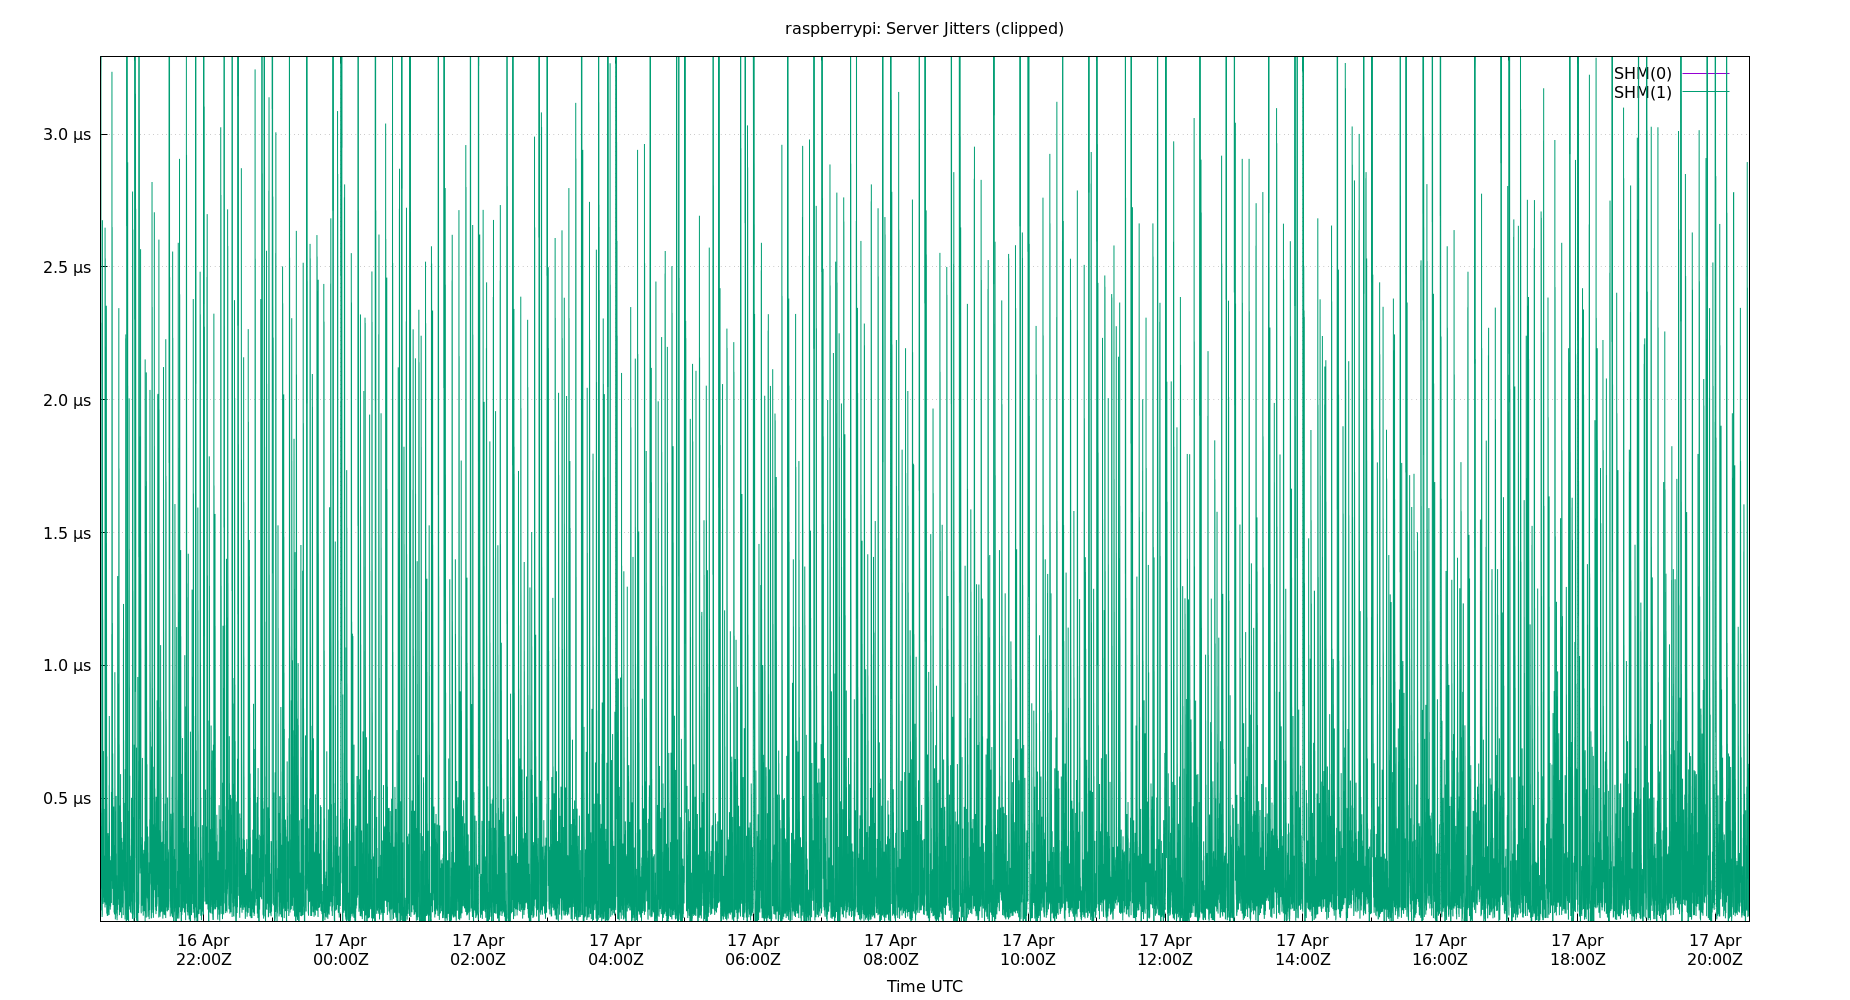 raspberrypi: Server Jitters (clipped)
SHM(0)
SHM(1)
3.0 µs
2.5 µs
2.0 µs
1.5 µs
1.0 µs
0.5 µs
16 Apr 17 Apr 17 Apr 17 Apr 17 Apr 17 Apr 17 Apr 17 Apr 17 Apr 17 Apr 17 Apr 17 Apr
22:00Z 00:00Z 02:00Z 04:00Z 06:00Z 08:00Z 10:00Z 12:00Z 14:00Z 16:00Z 18:00Z 20:00Z
Time UTC